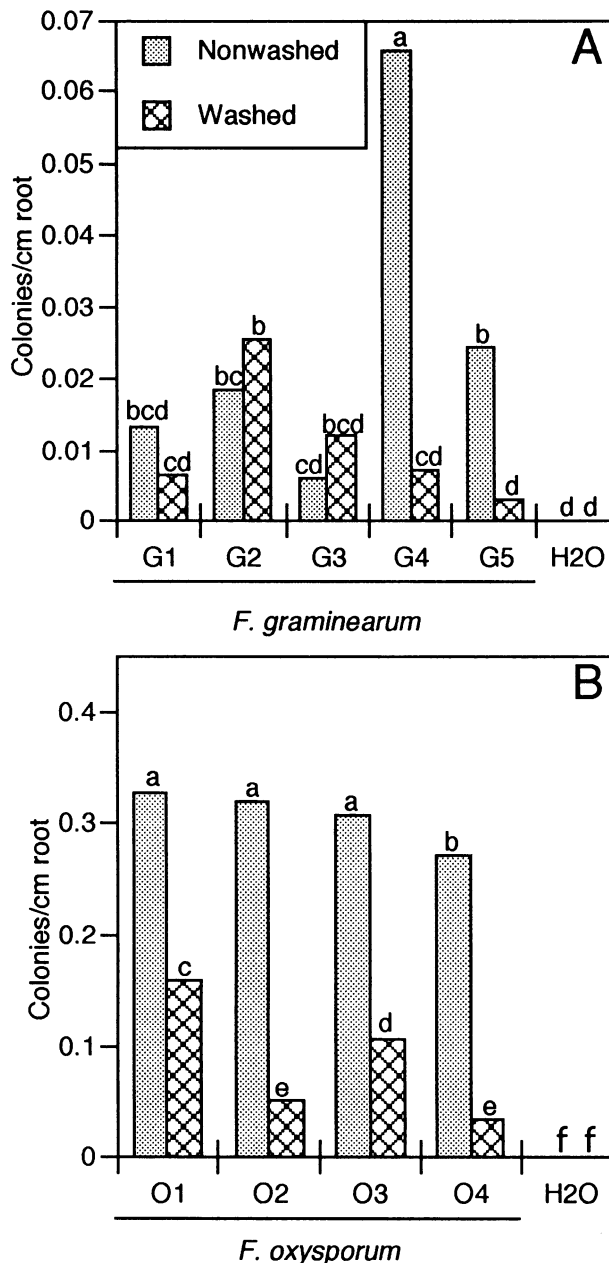 A
Nonwashed
Washed
Colonies/cm root
0.07
0.06
0.05
0.04
0.03
0.02
0.01
0
bcd cd bc b cd bcd a cd b d d d
G1 G2 G3 G4 G5 H2O
F. graminearum
B
Colonies/cm root
0.4
0.3
0.2
0.1
0
a c a e a d b e f f
O1 O2 O3 O4 H2O
F. oxysporum